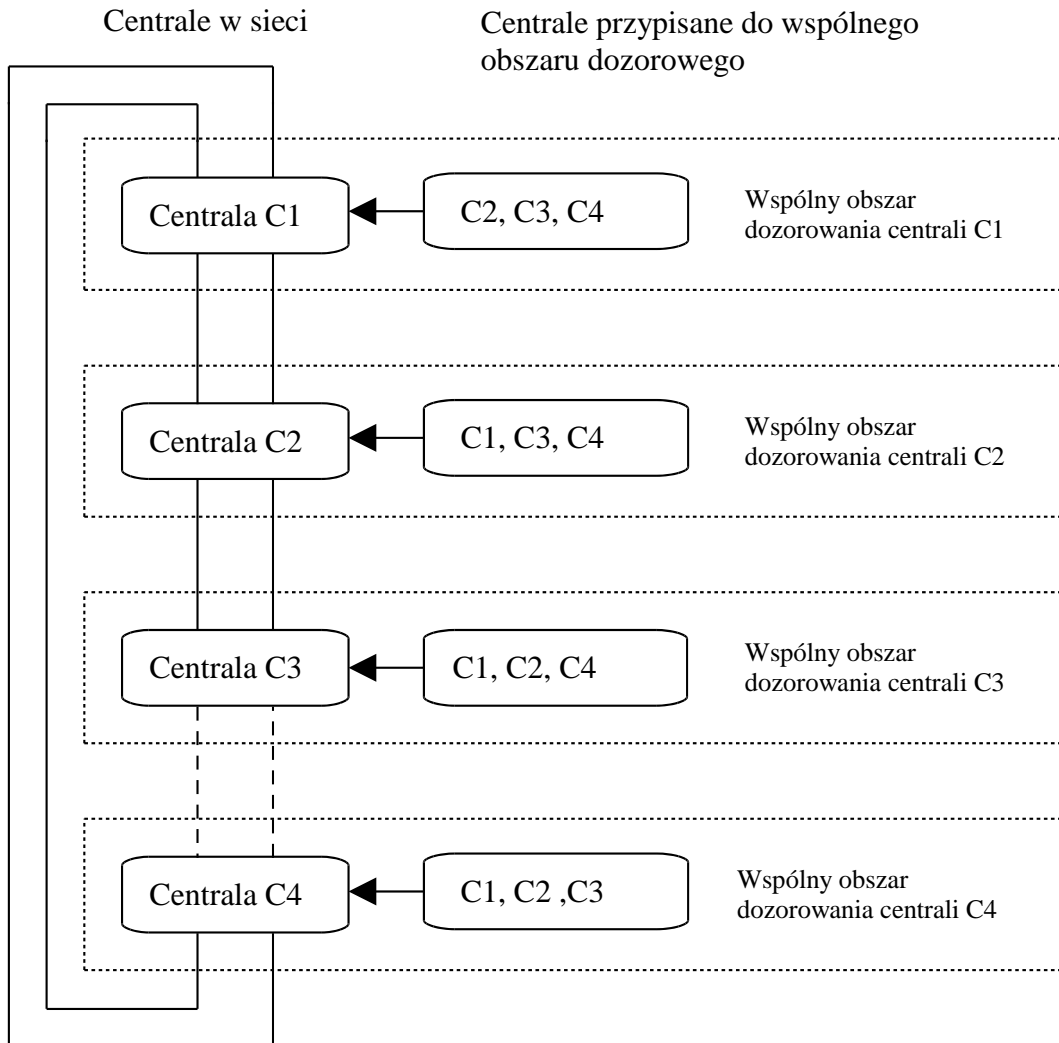 Centrale w sieci
Centrale przypisane do wspólnego
obszaru dozorowego
Centrala C1
C2, C3, C4
Wspólny obszar
dozorowania centrali C1
Centrala C2
C1, C3, C4
Wspólny obszar
dozorowania centrali C2
Centrala C3
C1, C2, C4
Wspólny obszar
dozorowania centrali C3
Centrala C4
C1, C2 ,C3
Wspólny obszar
dozorowania centrali C4